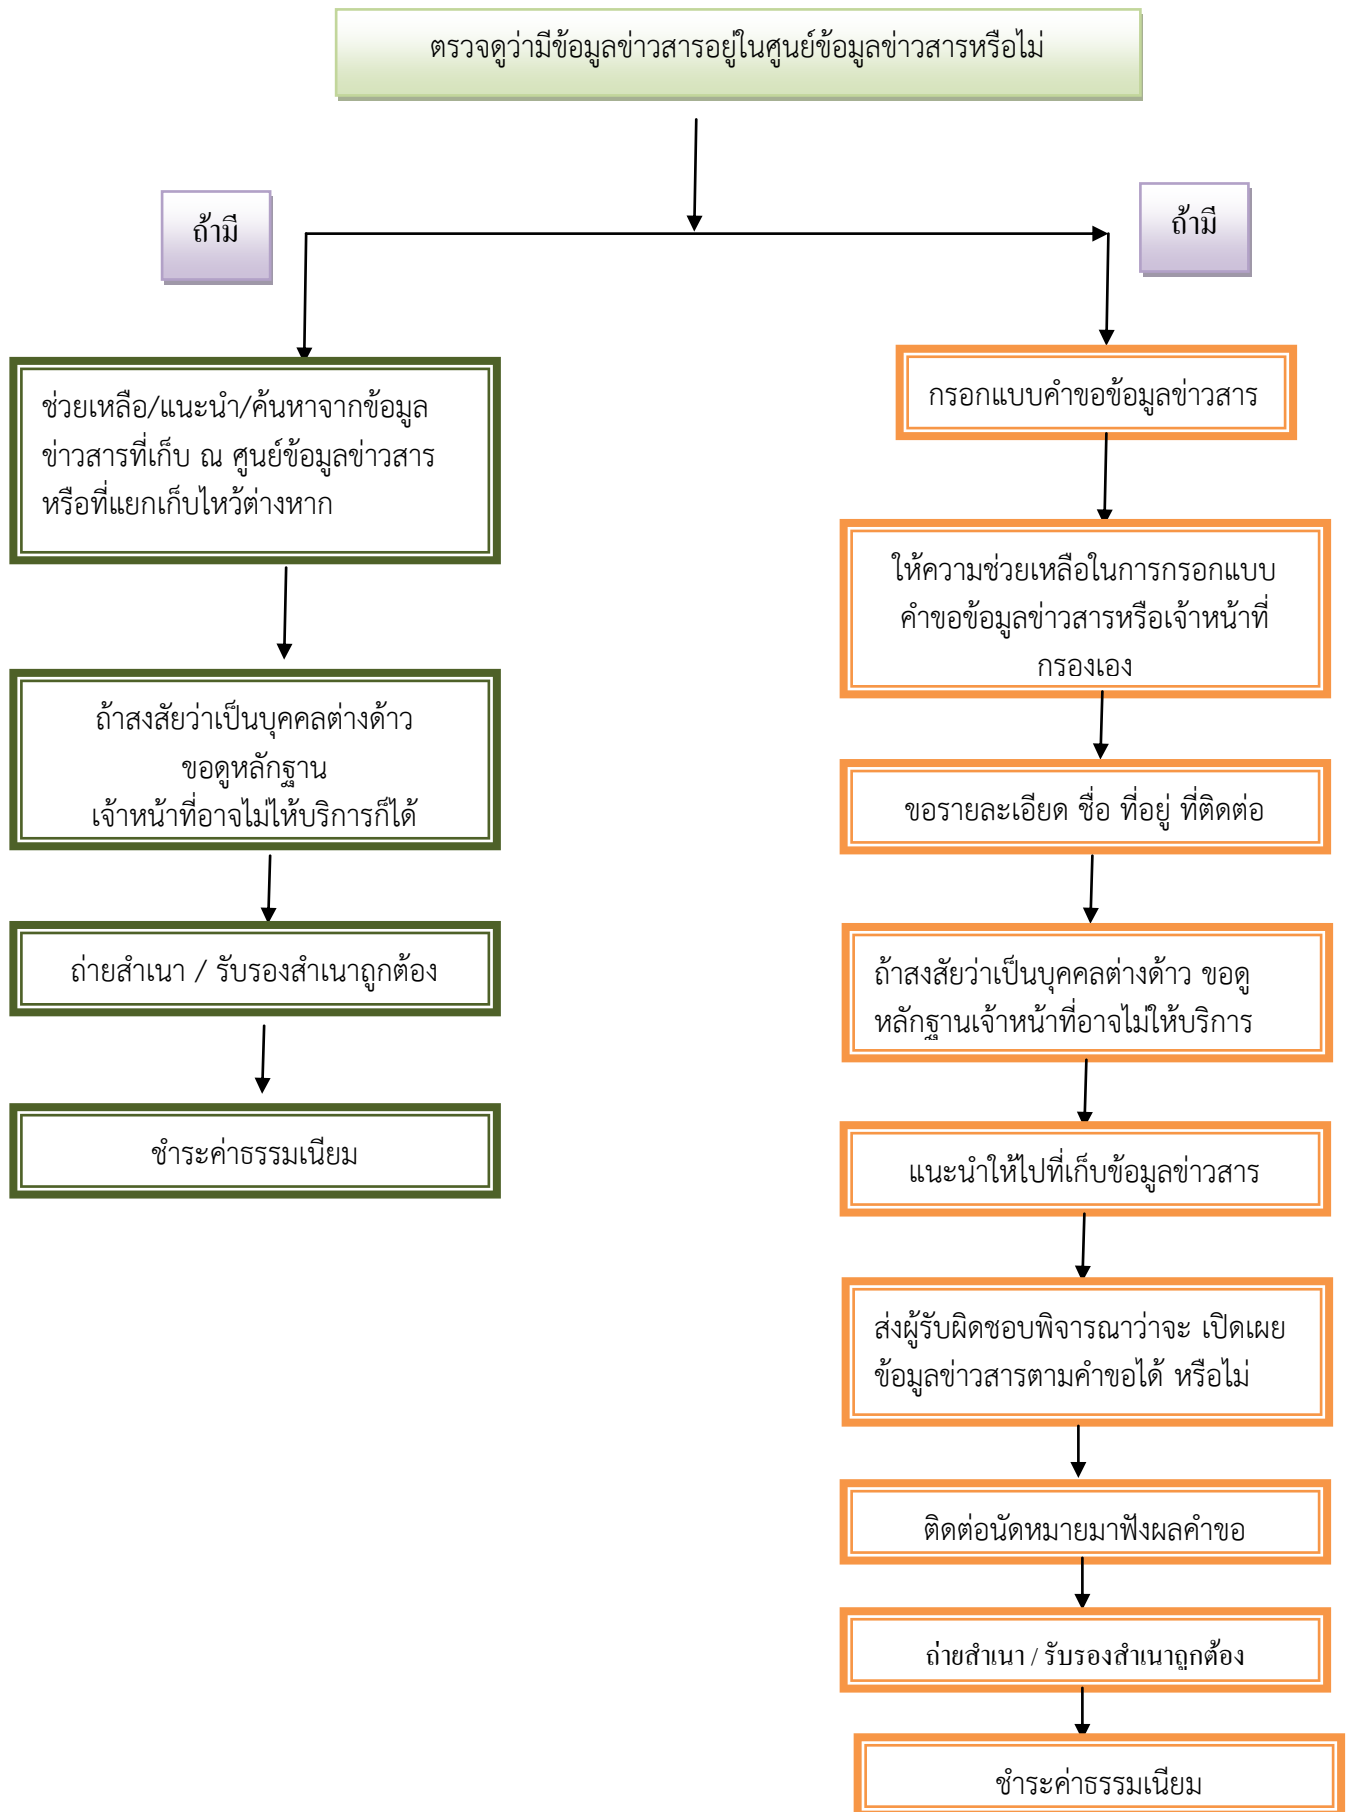 ตรวจดูว่ามีข้อมูลข่าวสารอยู่ในศูนย์ข้อมูลข่าวสารหรือไม่
ถ้ามี
ถ้ามี
ช่วยเหลือ/แนะนำ/ค้นหาจากข้อมูล
ข่าวสารที่เก็บ ณ ศูนย์ข้อมูลข่าวสาร
หรือที่แยกเก็บไหว้ต่างหาก
ถ้าสงสัยว่าเป็นบุคคลต่างด้าว
ขอดูหลักฐาน
เจ้าหน้าที่อาจไม่ไห้บริการก็ได้
ถ่ายสำเนา / รับรองสำเนาถูกต้อง
ชำระค่าธรรมเนียม
กรอกแบบคำขอข้อมูลข่าวสาร
ให้ความช่วยเหลือในการกรอกแบบ
คำขอข้อมูลข่าวสารหรือเจ้าหน้าที่
กรองเอง
ขอรายละเอียด ชื่อ ที่อยู่ ที่ติดต่อ
ถ้าสงสัยว่าเป็นบุคคลต่างด้าว ขอดู
หลักฐานเจ้าหน้าที่อาจไม่ให้บริการ
แนะนำให้ไปที่เก็บข้อมูลข่าวสาร
ส่งผู้รับผิดชอบพิจารณาว่าจะ เปิดเผย
ข้อมูลข่าวสารตามคำขอได้ หรือไม่
ติดต่อนัดหมายมาฟังผลคำขอ
ถ่ายสำเนา / รับรองสำเนาถูกต้อง
ชำระค่าธรรมเนียม